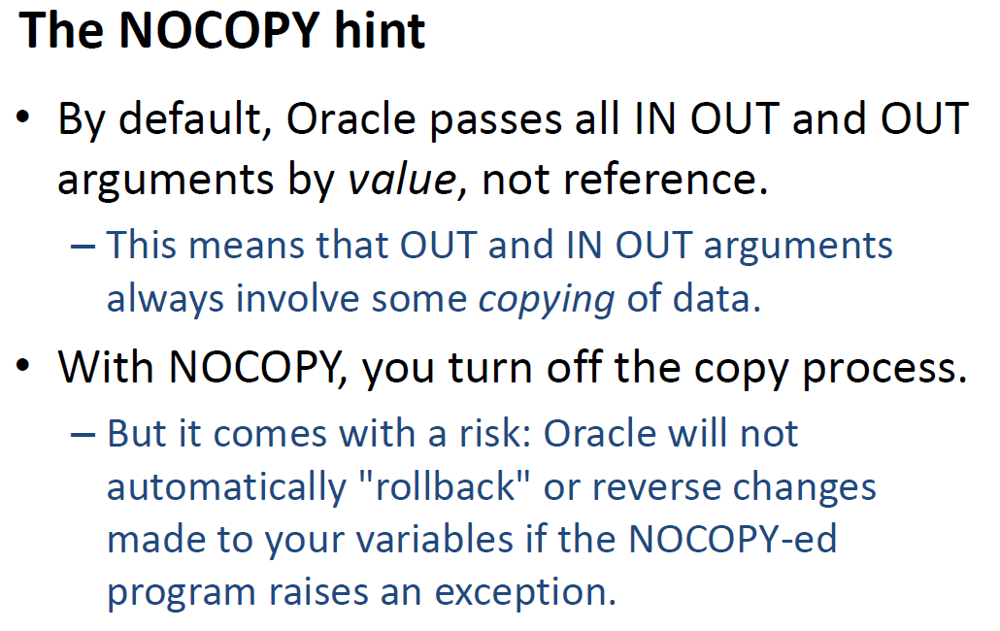 The NOCOPY hint
• By default, Oracle passes all IN OUT and OUT
arguments by value, not reference.
– This means that OUT and IN OUT arguments
always involve some copying of data.
• With NOCOPY, you turn off the copy process.
– But it comes with a risk: Oracle will not
automatically "rollback" or reverse changes
made to your variables if the NOCOPY-ed
program raises an exception.